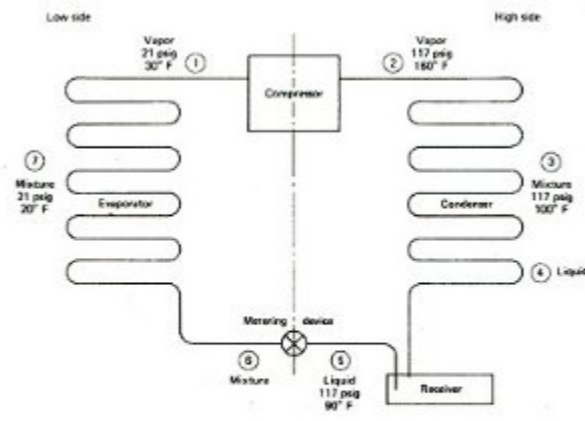 Low side
High side
Vapor
21 psig
30° F
1
Compressor
2
Vapor
117 psig
160° F
7
Mixture
21 psig
20° F
Evaporator
Condenser
3
Mixture
117 psig
100° F
4 Liquid
Metering device
6
Mixture
5
Liquid
117 psig
90° F
Receiver